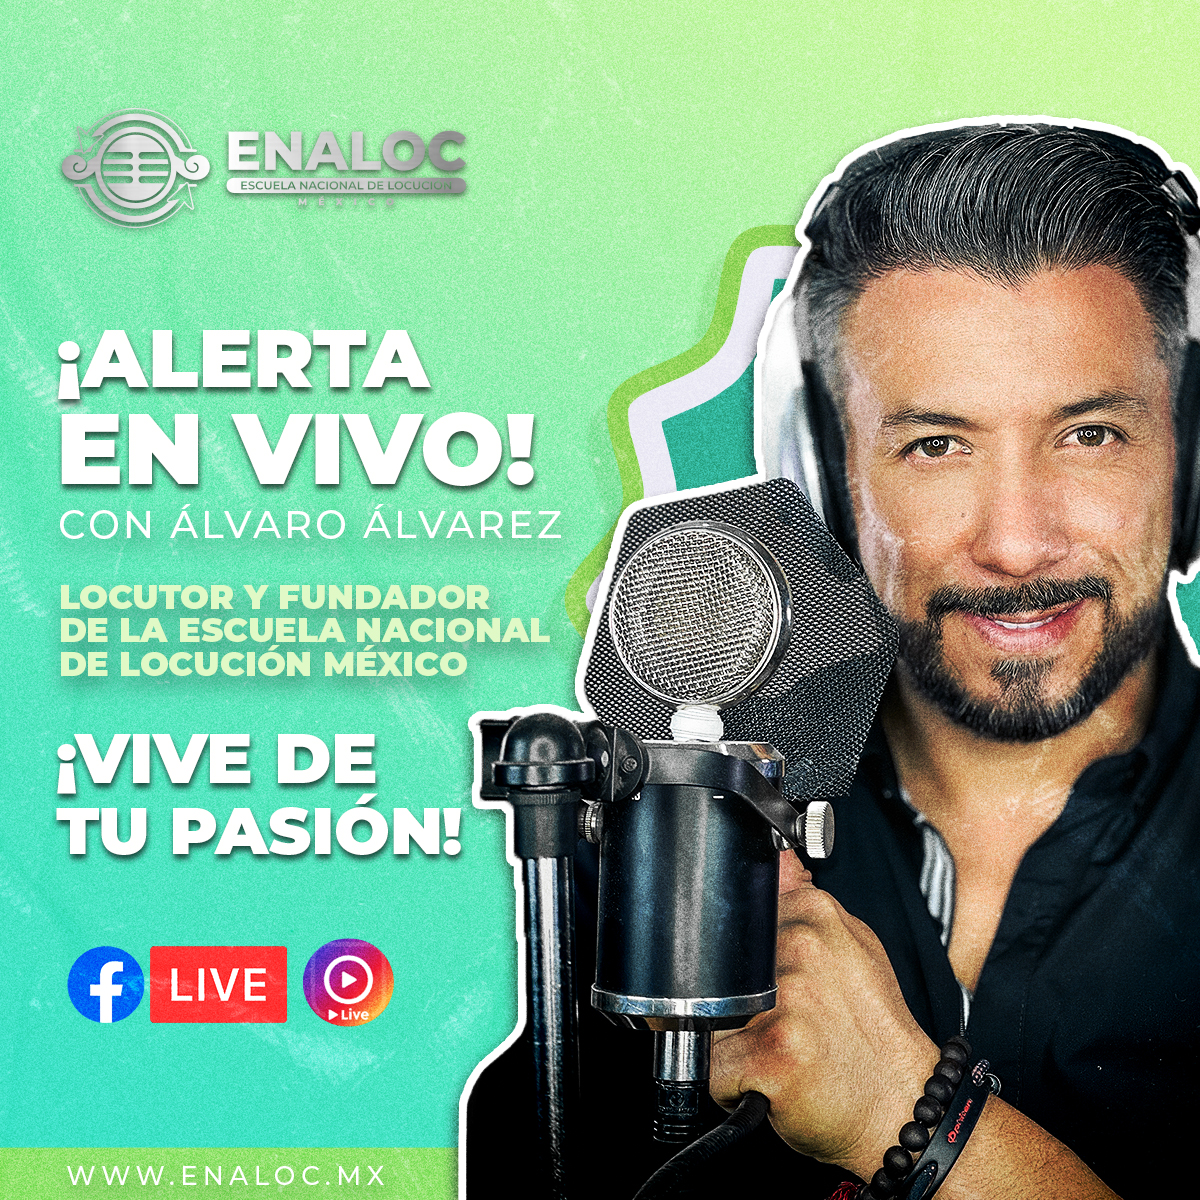 ENALOC
ESCUELA NACIONAL DE LOCUCIÓN
MÉXICO
¡ALERTA
EN VIVO!
CON ÁLVARO ÁLVAREZ
LOCUTOR Y FUNDADOR
DE LA ESCUELA NACIONAL
DE LOCUCIÓN MÉXICO
¡VIVE DE
TU PASIÓN!
f LIVE
Live
WWW.ENALOC.MX